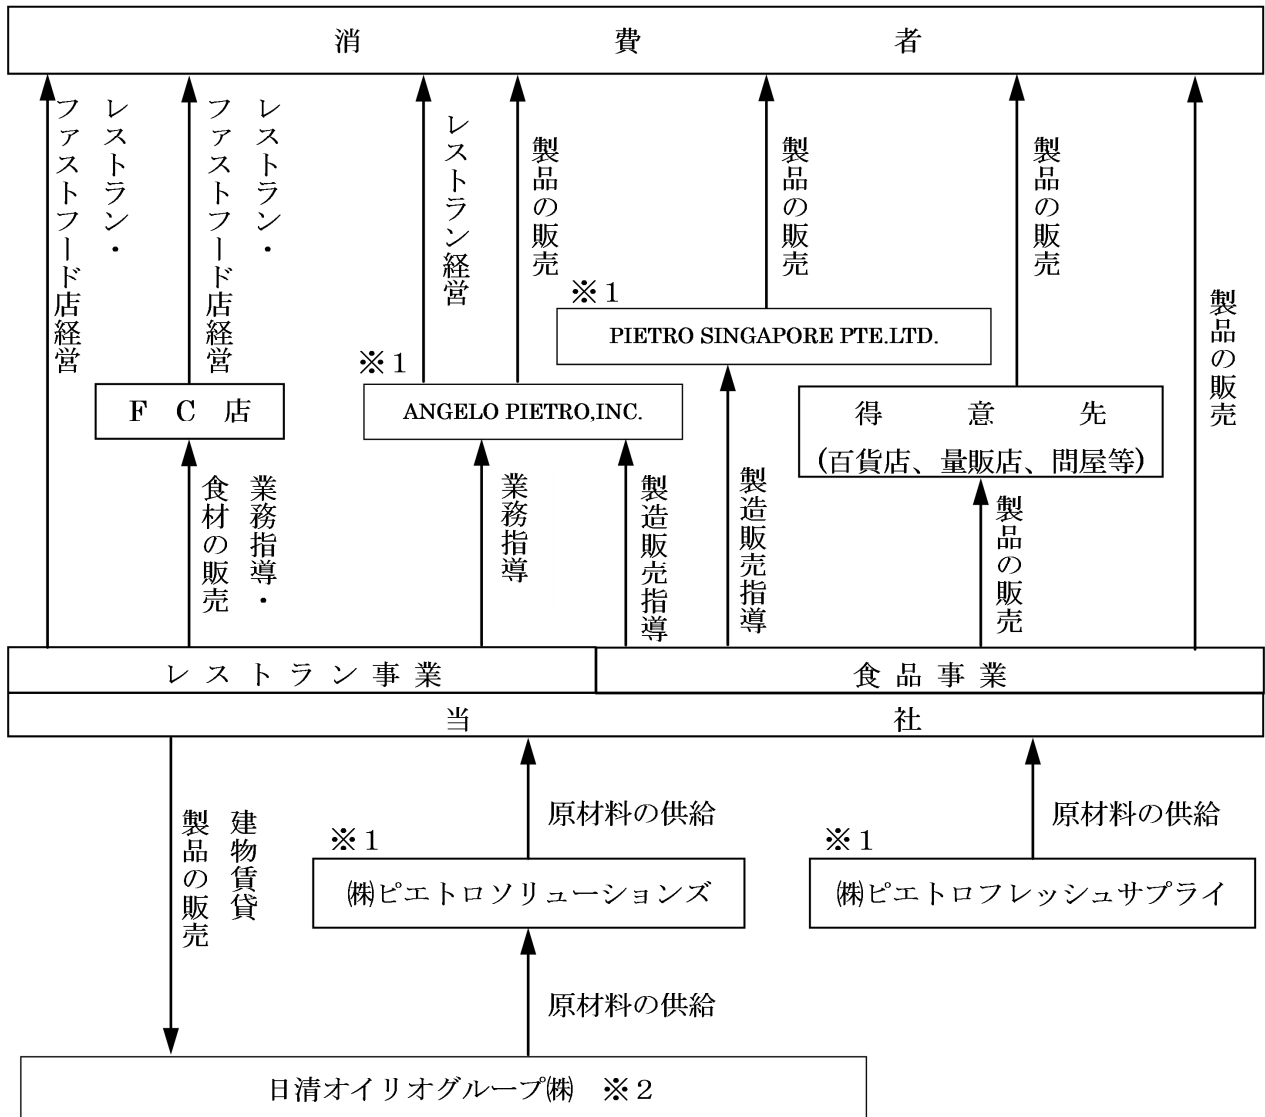 消費者
レストラン・
ファストフード店経営
レストラン・
ファストフード店経営
レストラン経営
製品の販売
製品の販売
製品の販売
製品の販売
※1
PIETRO SINGAPORE PTE.LTD.
※1
ANGELO PIETRO,INC.
FC店
得意先
(百貨店、量販店、問屋等)
業務指導・
食材の販売
業務指導
製造販売指導
製造販売指導
製品の販売
レストラン事業
食品事業
当社
建物賃貸
製品の販売
原材料の供給
原材料の供給
※1
㈱ピエトロソリューションズ
※1
㈱ピエトロフレッシュサプライ
原材料の供給
日清オイリオグループ㈱ ※2